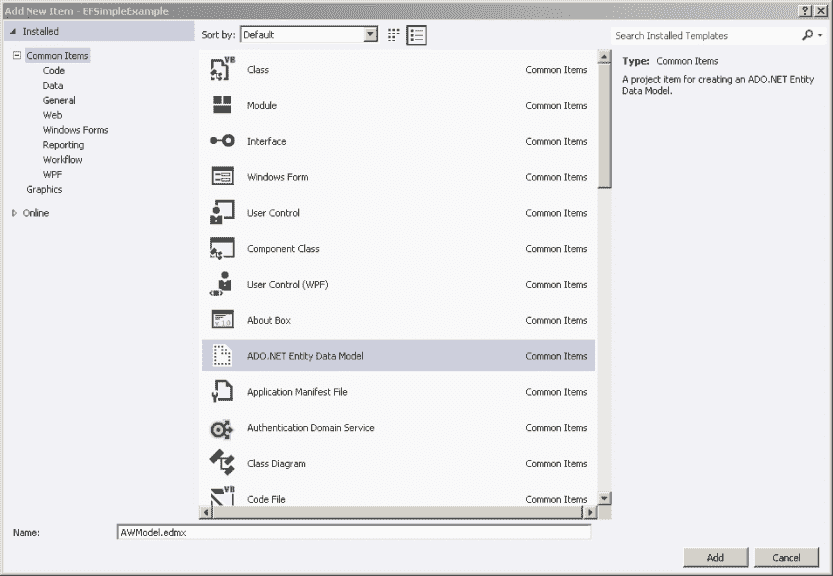 Add New Item - EFSimpleExample
Installed
Sort by: Default
Search Installed Templates
Common Items
Code
Data
General
Web
Windows Forms
Reporting
Workflow
WPF
Graphics
Online
VB
Class Common Items
Module Common Items
Interface Common Items
Windows Form Common Items
User Control Common Items
Component Class Common Items
User Control (WPF) Common Items
About Box Common Items
ADO.NET Entity Data Model Common Items
Application Manifest File Common Items
Authentication Domain Service Common Items
Class Diagram Common Items
VB
Code File Common Items
Type: Common Items
A project item for creating an ADO.NET Entity
Data Model.
Name: AWModel.edmx
Add Cancel